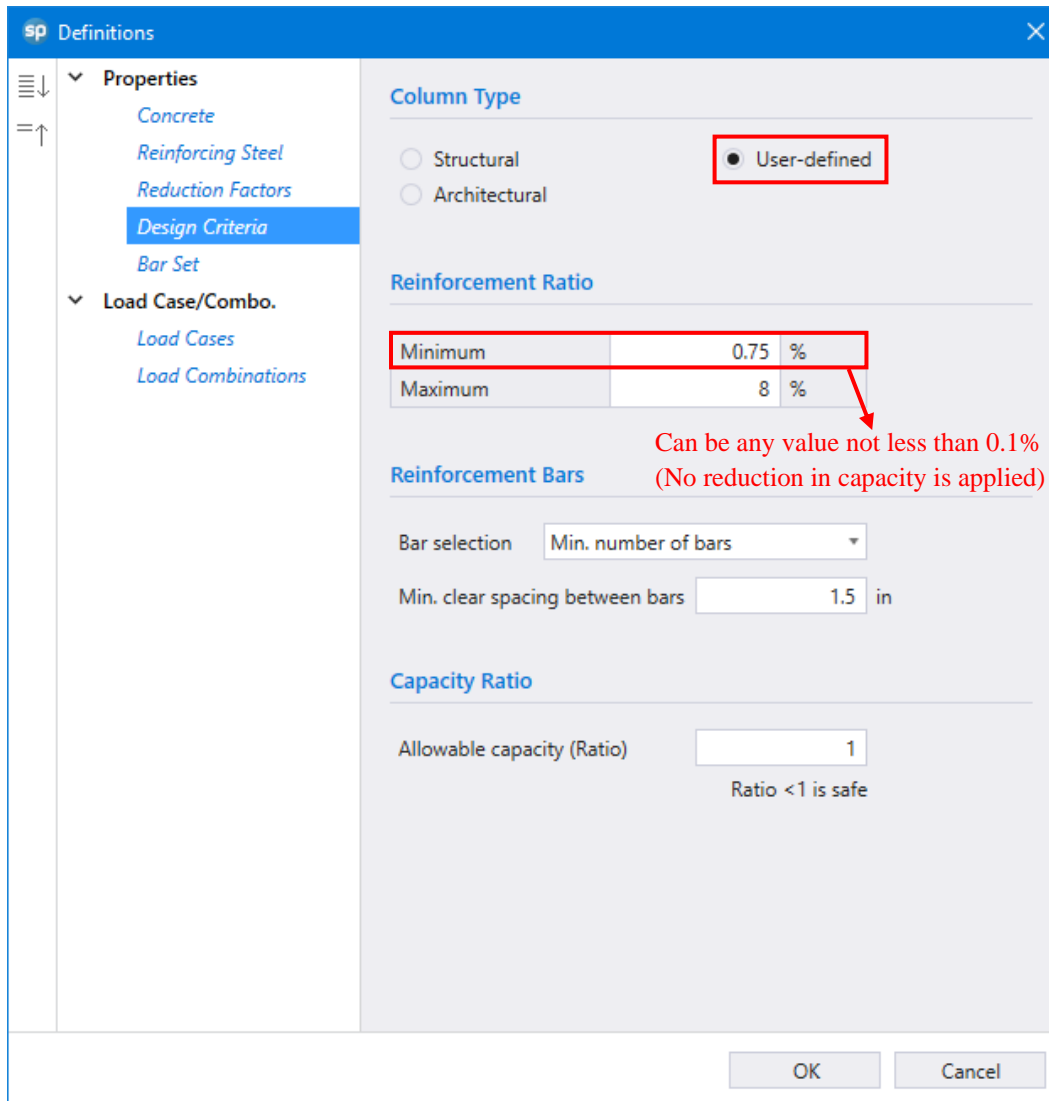 sp Definitions
Properties
Concrete
Reinforcing Steel
Reduction Factors
Design Criteria
Bar Set
Load Case/Combo.
Load Cases
Load Combinations
Column Type
Structural
User-defined
Architectural
Reinforcement Ratio
Minimum 0.75 %
Maximum 8 %
Can be any value not less than 0.1%
(No reduction in capacity is applied)
Reinforcement Bars
Bar selection Min. number of bars
Min. clear spacing between bars 1.5 in
Capacity Ratio
Allowable capacity (Ratio) 1
Ratio <1 is safe
OK Cancel